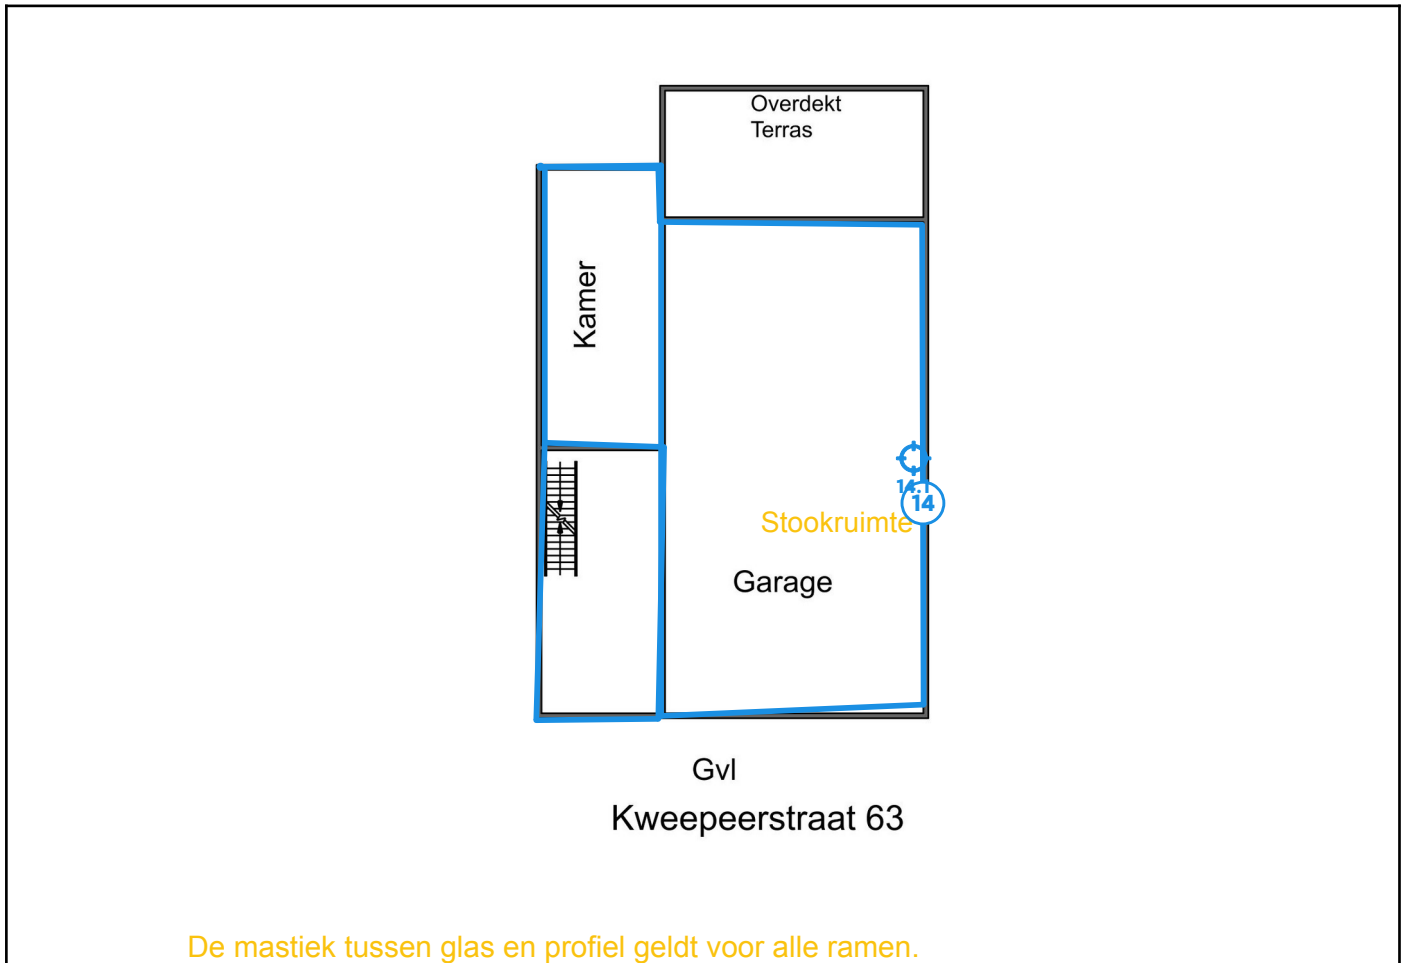 Overdekt
Terras
Kamer
14.1
14
Stookruimte
Garage
Gvl
Kweepeerstraat 63
De mastiek tussen glas en profiel geldt voor alle ramen.